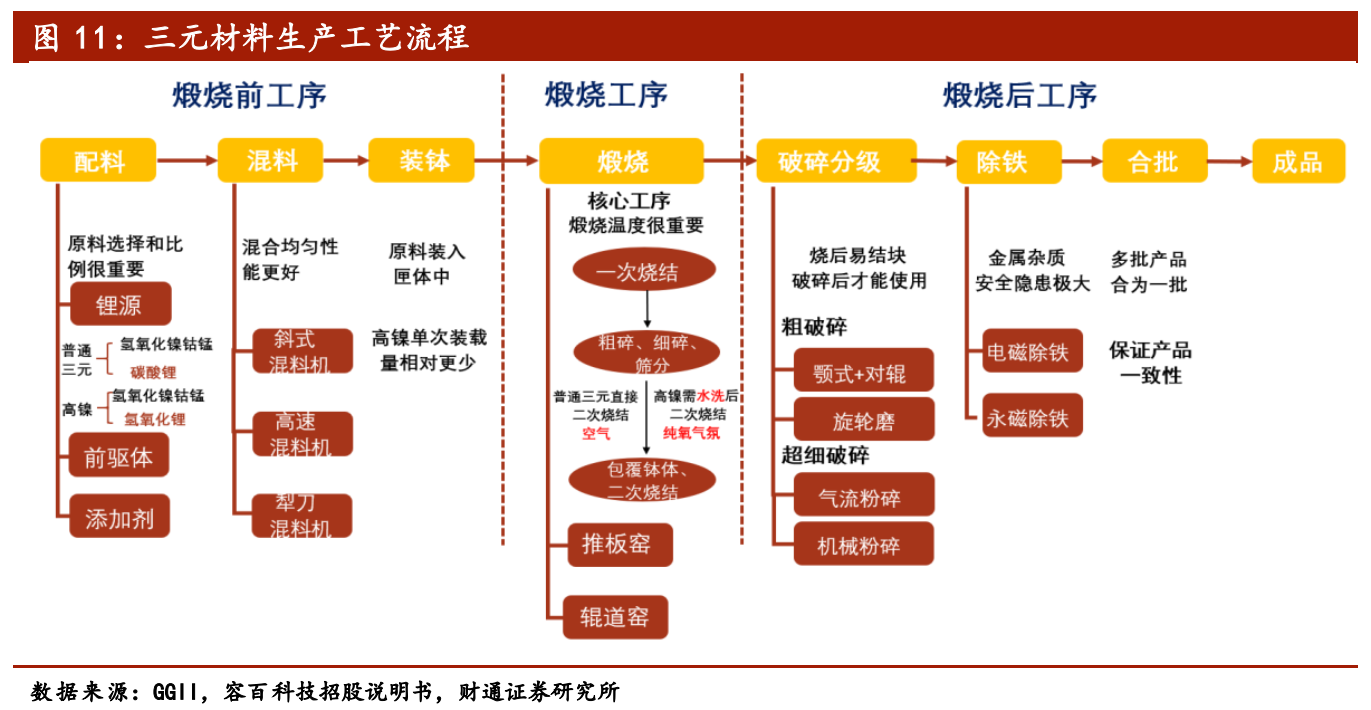 图 11：三元材料生产工艺流程
煅烧前工序
煅烧工序
煅烧后工序
配料
混料
装钵
煅烧
破碎分级
除铁
合批
成品
原料选择和比
例很重要
锂源
普通
三元
氢氧化镍钴锰
碳酸锂
高镍
氢氧化镍钴锰
氢氧化锂
前驱体
添加剂
混合均匀性
能更好
斜式
混料机
高速
混料机
犁刀
混料机
原料装入
匣体中
高镍单次装载
量相对更少
核心工序
煅烧温度很重要
一次烧结
粗碎、细碎、
筛分
普通三元直接
二次烧结
空气
高镍需水洗后
二次烧结
纯氧气氛
包覆钵体、
二次烧结
推板窑
辊道窑
烧后易结块
破碎后才能使用
粗破碎
颚式+对辊
旋轮磨
超细破碎
气流粉碎
机械粉碎
金属杂质
安全隐患极大
电磁除铁
永磁除铁
多批产品
合为一批
保证产品
一致性
数据来源：GGII，容百科技招股说明书，财通证券研究所